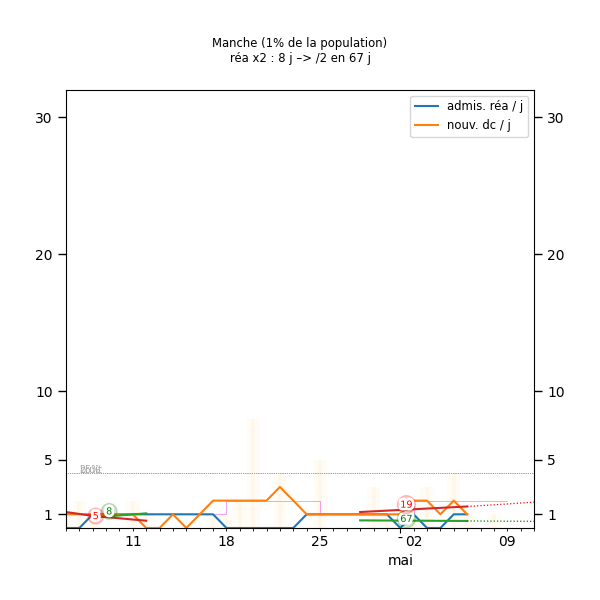 Manche (1% de la population)
réa x2 : 8 j –> /2 en 67 j
admis. réa / j
nouv. dc / j
30 30
20 20
10 10
5 5
1 1
5 8
19
67
11 18 25 02 09
mai